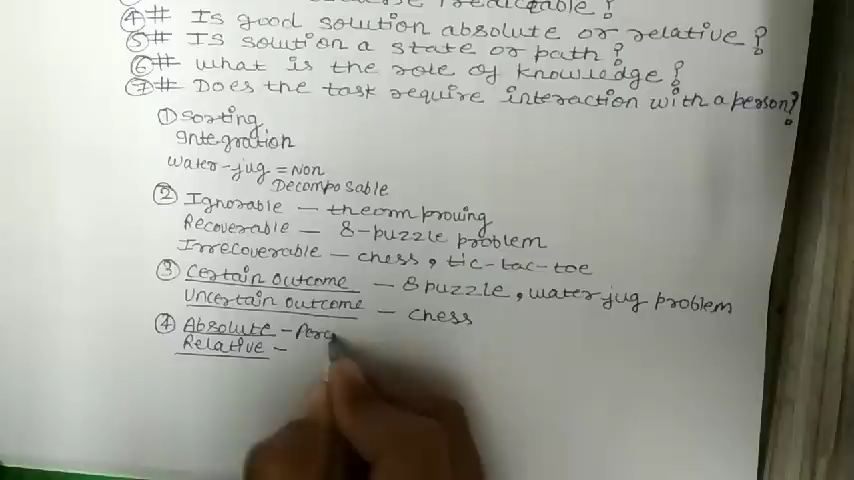 ④# Is good solution absolute or relative?
⑤# Is solution a state or path?
⑥# what is the role of knowledge?
⑦# Does the task require interaction with a person?
① Sorting
Integration
water-jug = Non
Decomposable
② Ignorable - theorm proving
Recoverable - 8-puzzle problem
Irrecoverable - chess, tic-tac-toe
③ Certain outcome - 8 puzzle, water jug problem
Uncertain outcome - chess
④ Absolute -
Relative -